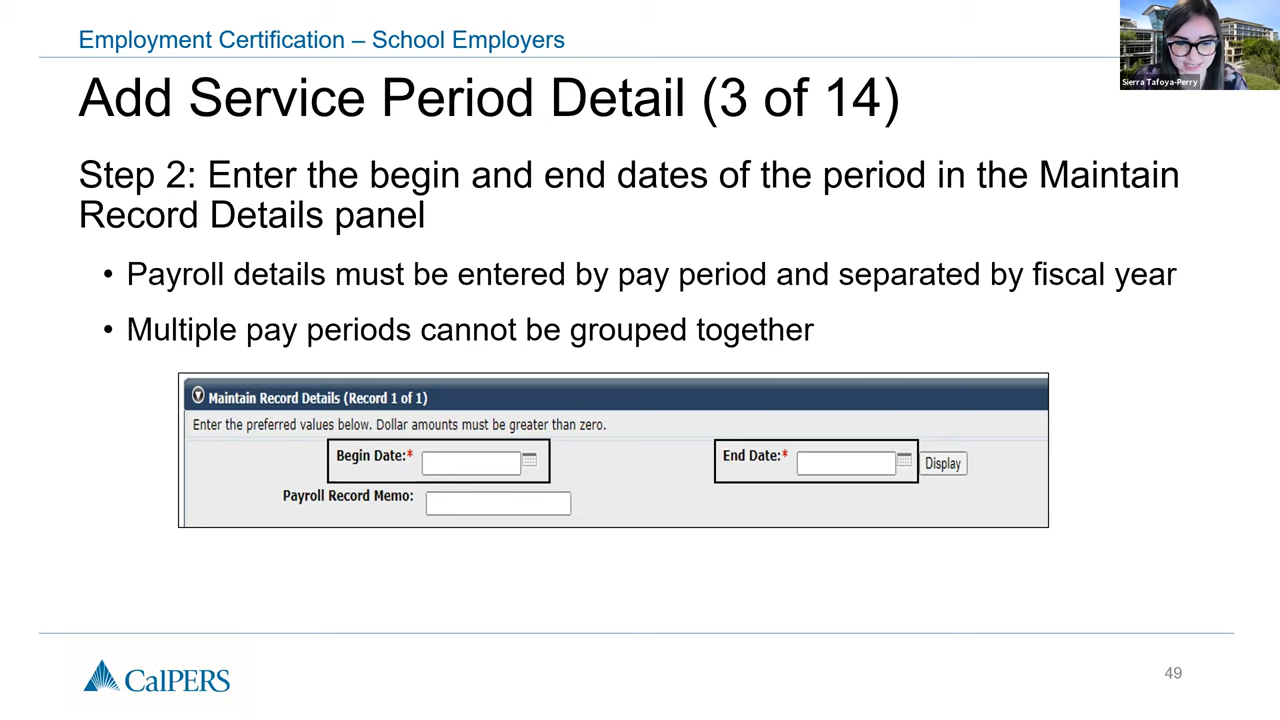 Employment Certification – School Employers
Sierra Tafoya-Perry
Add Service Period Detail (3 of 14)
Step 2: Enter the begin and end dates of the period in the Maintain
Record Details panel
• Payroll details must be entered by pay period and separated by fiscal year
• Multiple pay periods cannot be grouped together
Maintain Record Details (Record 1 of 1)
Enter the preferred values below. Dollar amounts must be greater than zero.
Begin Date:* End Date:* Display
Payroll Record Memo:
CalPERS
49